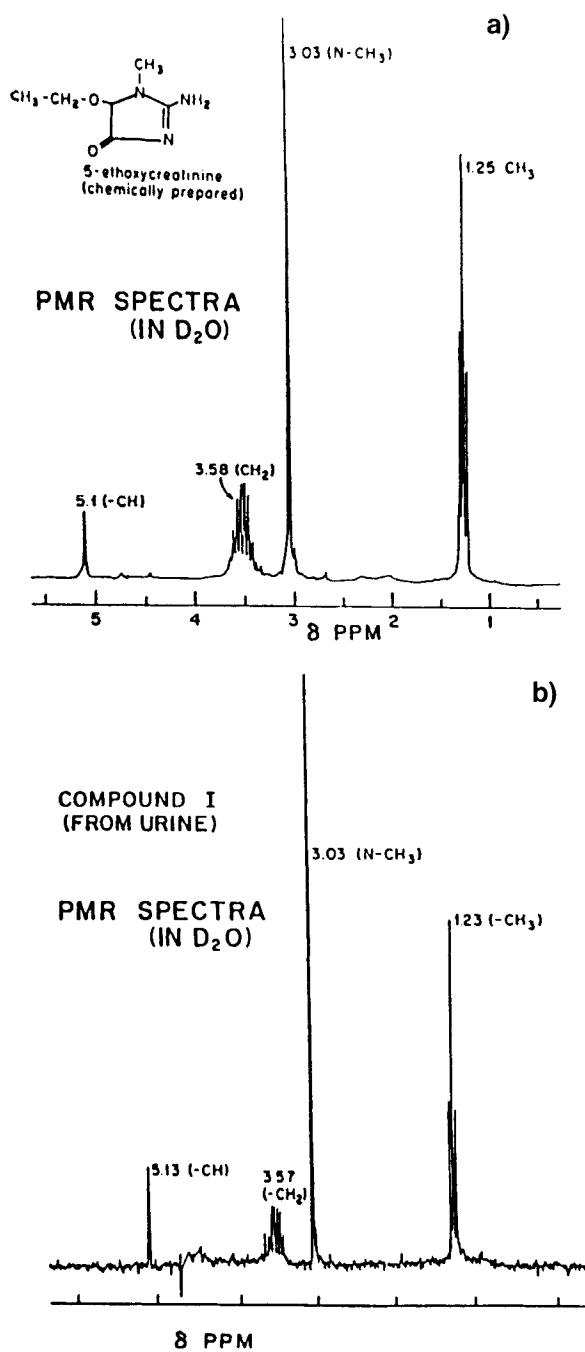 a)
3.03 (N-CH₃)
CH₃
CH₃-CH₂-O
N
NH₂
N
O
5-ethoxycreatinine
(chemically prepared)
1.25 CH₃
PMR SPECTRA
(IN D₂O)
3.58 (CH₂)
5.1 (-CH)
5 4 3 2 1
δ PPM
b)
COMPOUND I
(FROM URINE)
3.03 (N-CH₃)
PMR SPECTRA
(IN D₂O)
1.23 (-CH₃)
5.13 (-CH)
3.57
(-CH₂)
δ PPM